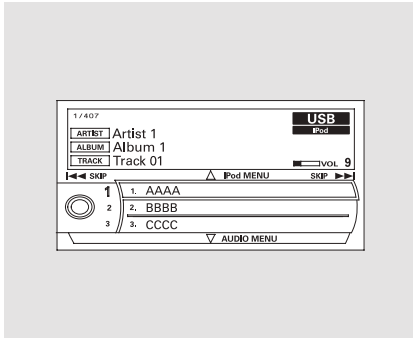 1/407
USB
iPod
ARTIST Artist 1
ALBUM Album 1
TRACK Track 01
VOL 9
SKIP iPod MENU SKIP
1 1. AAAA
2 2. BBBB
3 3. CCCC
AUDIO MENU